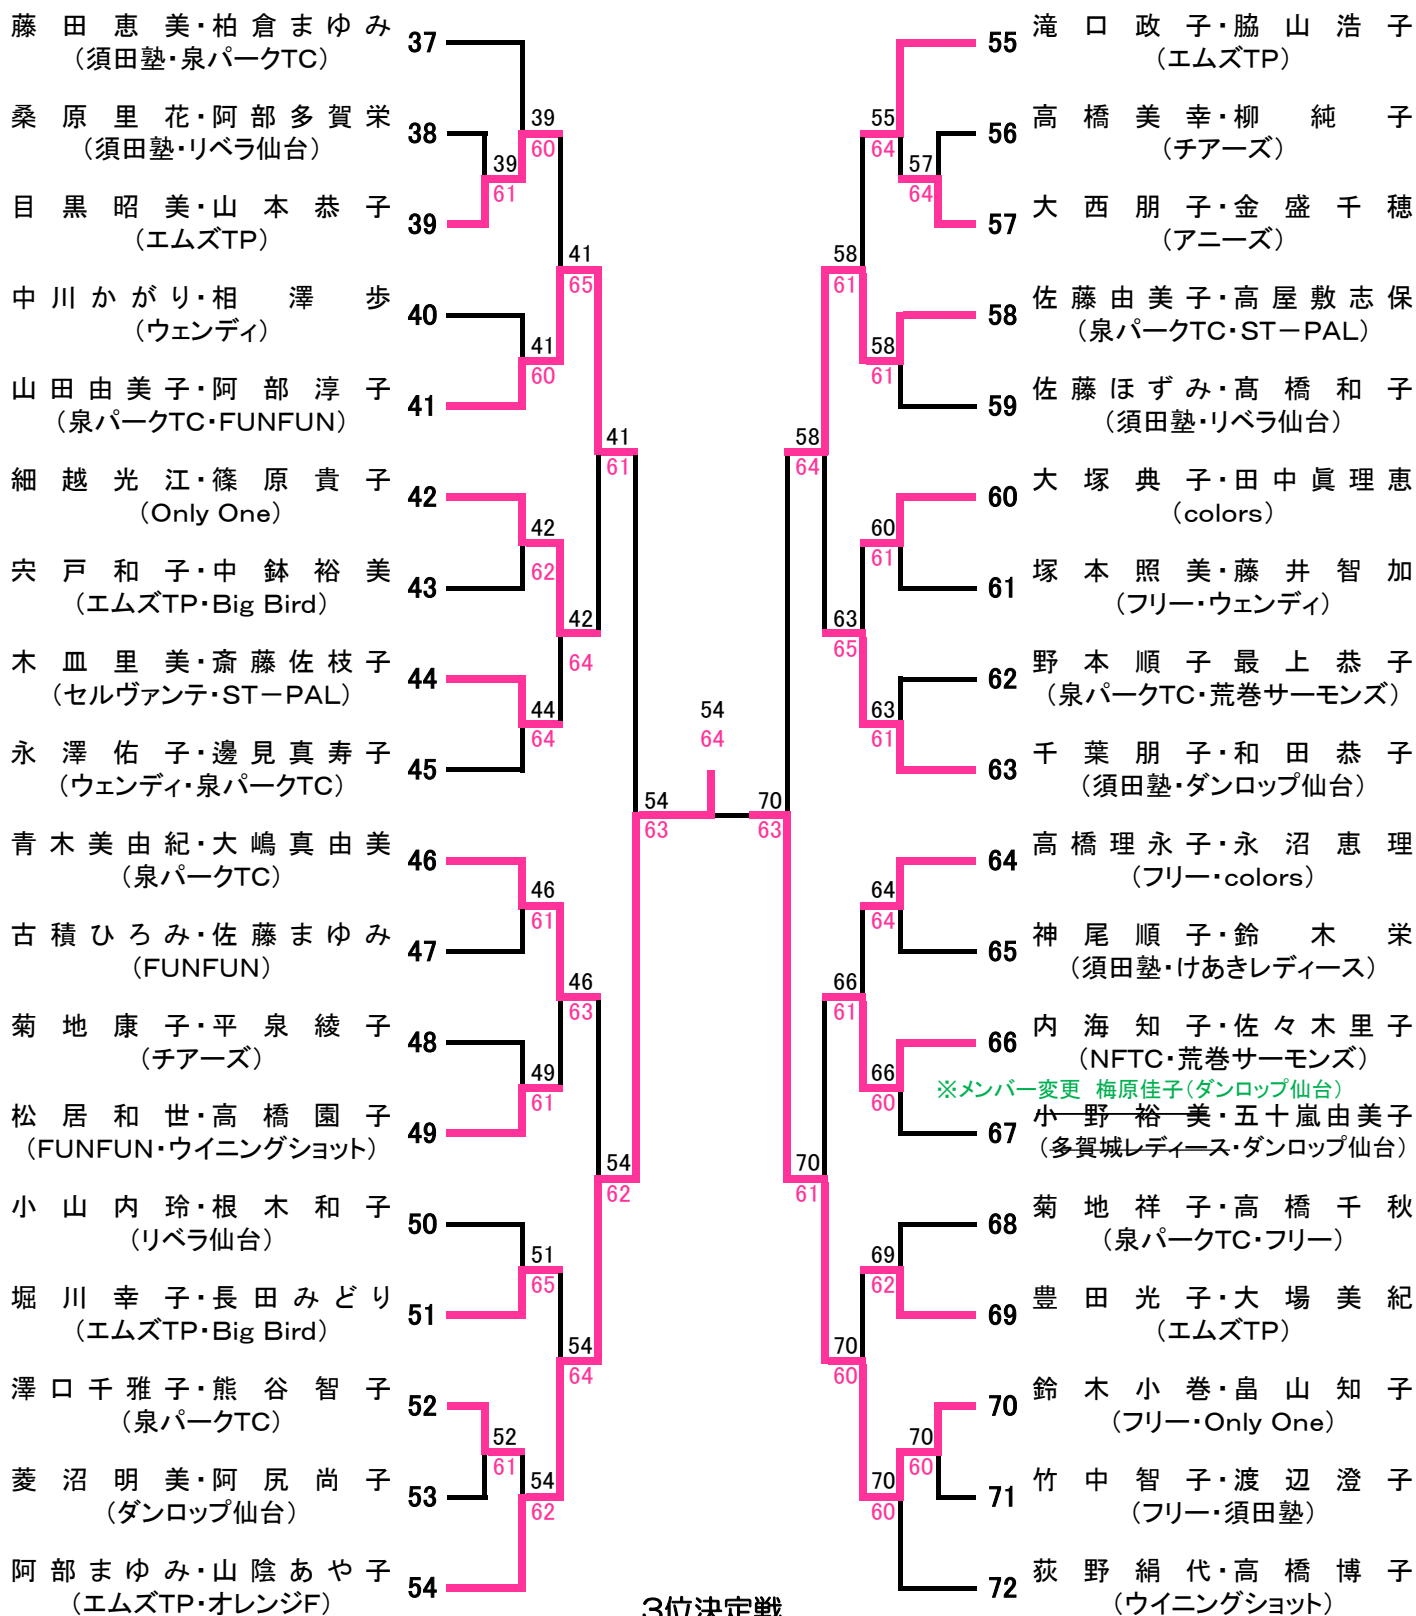 藤田恵美・柏倉まゆみ
(須田塾・泉パークTC)
37
桑原里花・阿部多賀栄
(須田塾・リベラ仙台)
38
目黒昭美・山本恭子
(エムズTP)
39
中川かがり・相澤歩
(ウェンディ)
40
山田由美子・阿部淳子
(泉パークTC・FUNFUN)
41
細越光江・篠原貴子
(Only One)
42
宍戸和子・中鉢裕美
(エムズTP・Big Bird)
43
木皿里美・斎藤佐枝子
(セルヴァンテ・ST-PAL)
44
永澤佑子・邊見真寿子
(ウェンディ・泉パークTC)
45
青木美由紀・大嶋真由美
(泉パークTC)
46
古積ひろみ・佐藤まゆみ
(FUNFUN)
47
菊地康子・平泉綾子
(チアーズ)
48
松居和世・高橋園子
(FUNFUN・ウイニングショット)
49
小山内玲・根木和子
(リベラ仙台)
50
堀川幸子・長田みどり
(エムズTP・Big Bird)
51
澤口千雅子・熊谷智子
(泉パークTC)
52
菱沼明美・阿尻尚子
(ダンロップ仙台)
53
阿部まゆみ・山陰あや子
(エムズTP・オレンジF)
54
39
61
39
60
41
60
41
65
42
62
44
64
42
64
41
61
46
61
49
61
46
63
51
65
52
61
54
62
54
64
54
62
54
63
54
64
70
63
55
64
57
64
58
61
58
61
58
64
60
61
63
65
63
61
64
64
66
61
66
60
70
61
69
62
70
60
70
60
70
60
55
滝口政子・脇山浩子
(エムズTP)
56
高橋美幸・柳純子
(チアーズ)
57
大西朋子・金盛千穂
(アニーズ)
58
佐藤由美子・高屋敷志保
(泉パークTC・ST-PAL)
59
佐藤ほずみ・髙橋和子
(須田塾・リベラ仙台)
60
大塚典子・田中眞理恵
(colors)
61
塚本照美・藤井智加
(フリー・ウェンディ)
62
野本順子最上恭子
(泉パークTC・荒巻サーモンズ)
63
千葉朋子・和田恭子
(須田塾・ダンロップ仙台)
64
高橋理永子・永沼恵理
(フリー・colors)
65
神尾順子・鈴木栄
(須田塾・けあきレディース)
66
内海知子・佐々木里子
(NFTC・荒巻サーモンズ)
※メンバー変更 梅原佳子(ダンロップ仙台)
67
小野裕美・五十嵐由美子
(多賀城レディース・ダンロップ仙台)
68
菊地祥子・高橋千秋
(泉パークTC・フリー)
69
豊田光子・大場美紀
(エムズTP)
70
鈴木小巻・畠山知子
(フリー・Only One)
71
竹中智子・渡辺澄子
(フリー・須田塾)
72
荻野絹代・高橋博子
(ウイニングショット)
3位決定戦